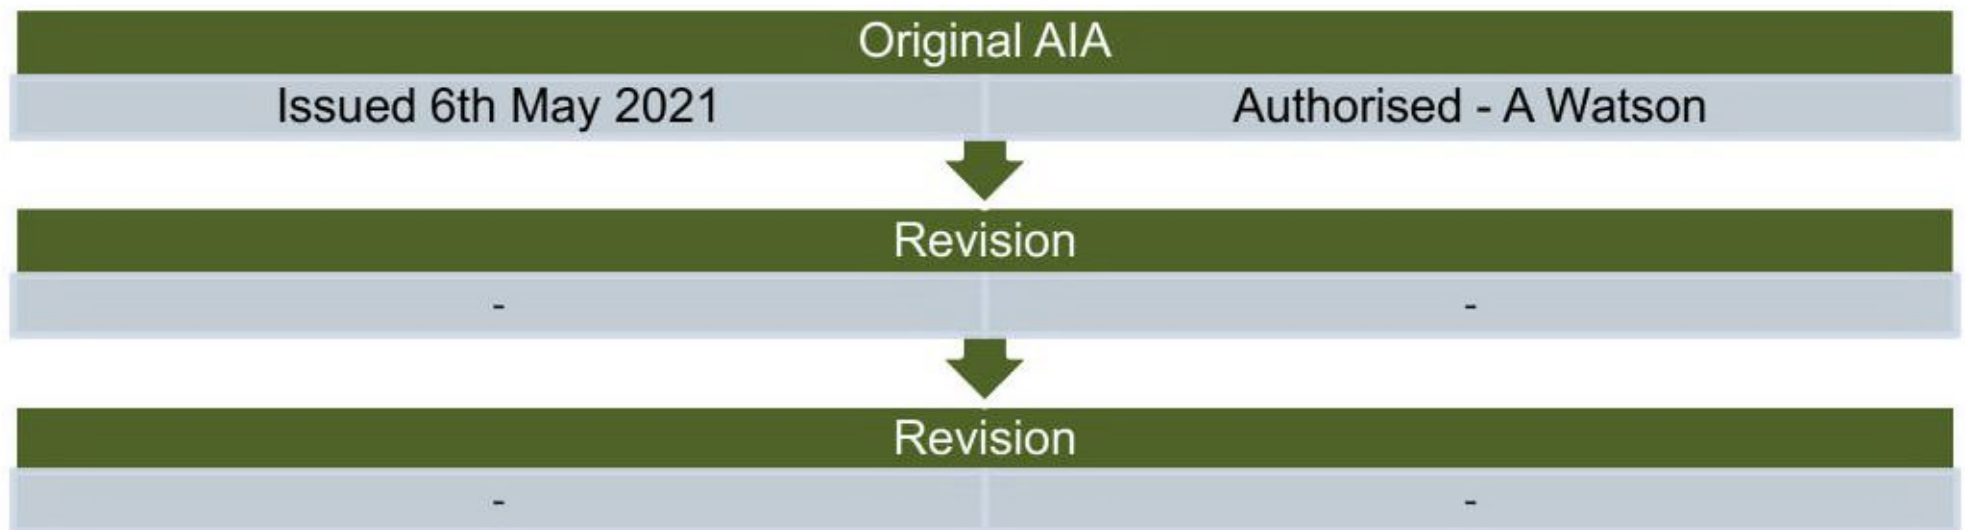 Original AIA
Issued 6th May 2021 Authorised - A Watson
Revision
- -
Revision
- -